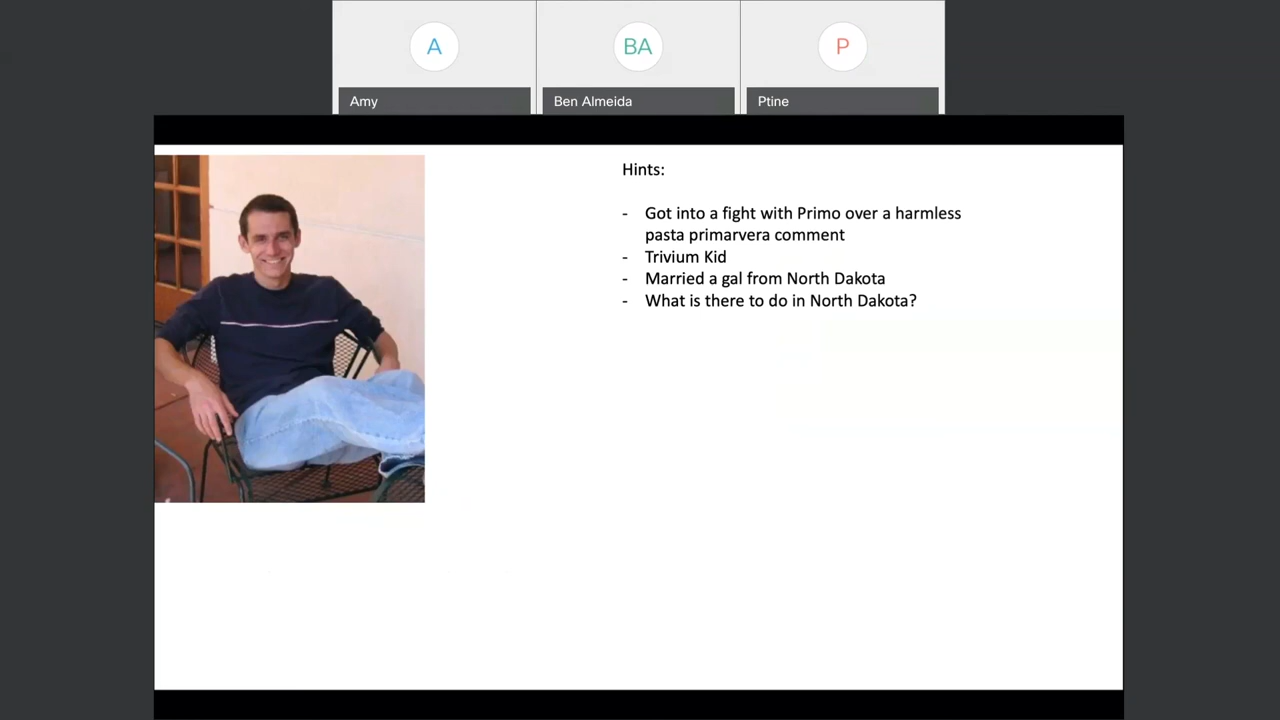 A
BA
P
Amy
Ben Almeida
Ptine
Hints:
- Got into a fight with Primo over a harmless
pasta primarvera comment
- Trivium Kid
- Married a gal from North Dakota
- What is there to do in North Dakota?